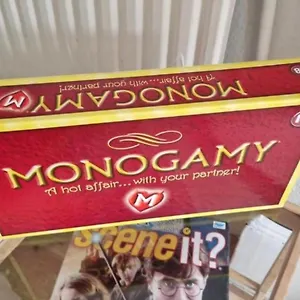 A hot affair... with your partner!
M MONOGAMY
MONOGAMY
A hot affair... with your partner!
M
scene it?